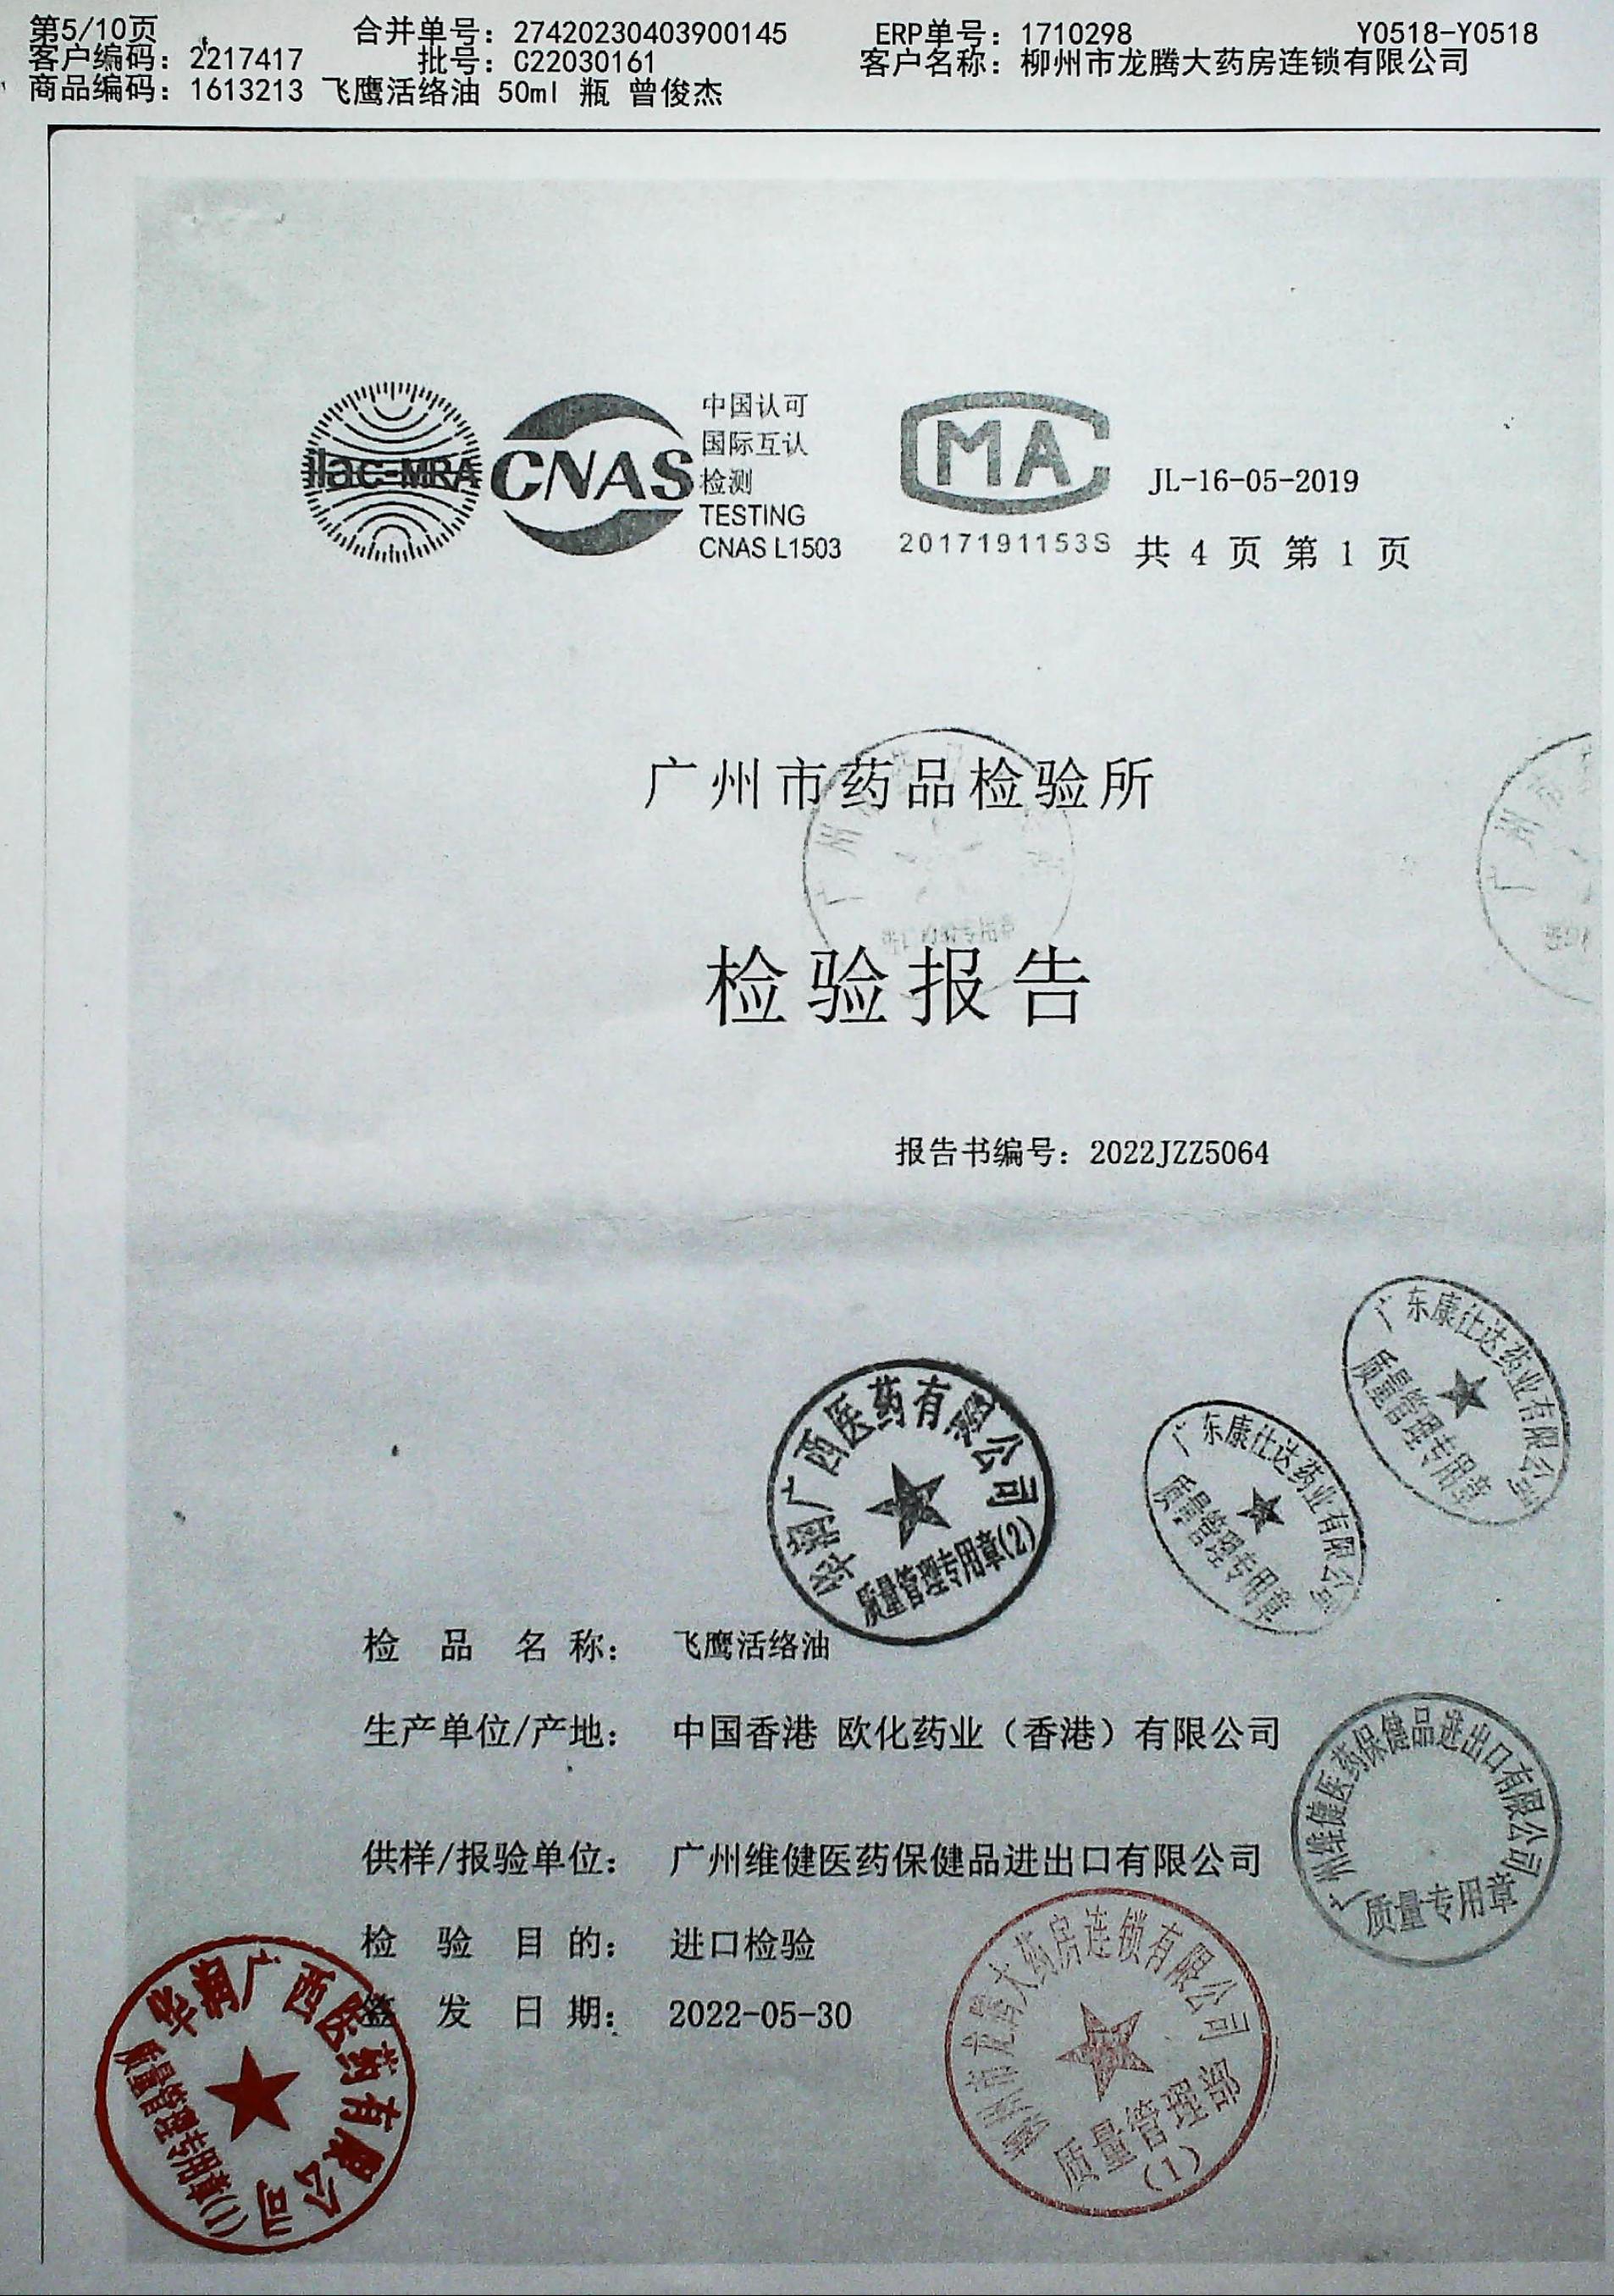 第5/10页 合并单号：27420230403900145 ERP单号：1710298 Y0518-Y0518
客户编码：2217417 批号：C22030161 客户名称：柳州市龙腾大药房连锁有限公司
商品编码：1613213 飞鹰活络油 50ml 瓶 曾俊杰
ilac-MRA
CNAS
中国认可
国际互认
检测
TESTING
CNAS L1503
MA
2017191153S
JL-16-05-2019
共 4 页 第 1 页
广州市药品检验所
检验报告
报告书编号：2022JZZ5064
广东康仕达药业有限公司
质量管理专用章
广东康仕达药业有限公司
质量管理专用章
华润广西医药有限公司
质量管理专用章(2)
检品名称：飞鹰活络油
生产单位/产地：中国香港 欧化药业（香港）有限公司
供样/报验单位：广州维健医药保健品进出口有限公司
广州维健医药保健品进出口有限公司
质量专用章
检验目的：进口检验
签发日期：2022-05-30
华润广西医药有限公司
质量管理专用章(1)
柳州市龙腾大药房连锁有限公司
质量管理部
(1)